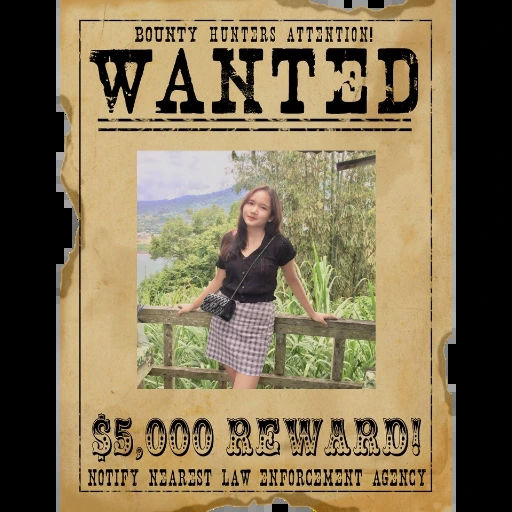 BOUNTY HUNTERS ATTENTION!
WANTED
$5,000 REWARD!
NOTIFY NEAREST LAW ENFORCEMENT AGENCY